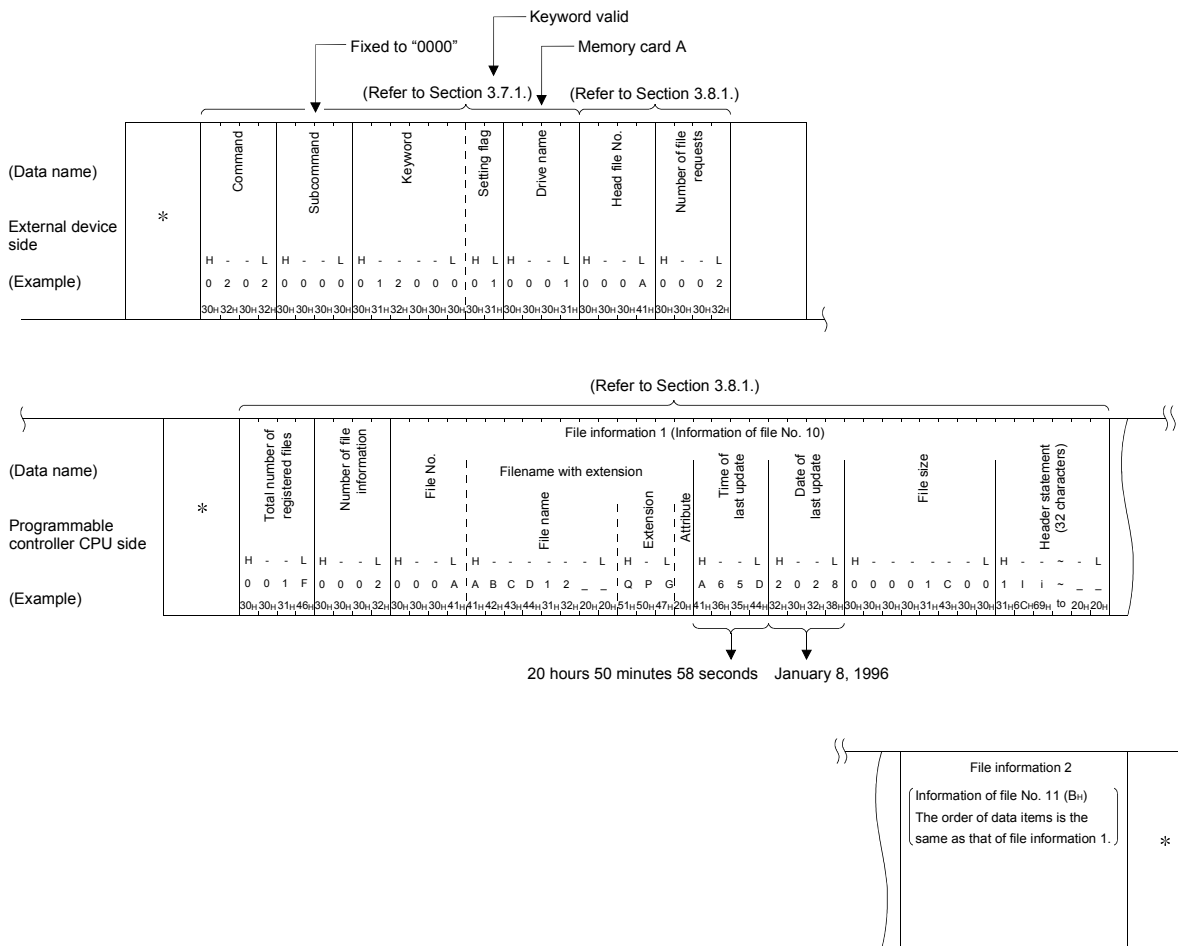 Keyword valid
Fixed to “0000”
Memory card A
(Refer to Section 3.7.1.)
(Refer to Section 3.8.1.)
(Data name)
External device side
(Example)
*
Command
Subcommand
Keyword
Setting flag
Drive name
Head file No.
Number of file requests
H - - L H - - L H - - - - L H L H - - L H - - L H - - L
0 2 0 2 0 0 0 0 0 1 2 0 0 0 0 1 0 0 0 1 0 0 0 A 0 0 0 2
30H 32H 30H 32H 30H 30H 30H 30H 30H 31H 32H 30H 30H 30H 30H 31H 30H 30H 30H 31H 30H 30H 30H 41H 30H 30H 30H 32H
(Refer to Section 3.8.1.)
(Data name)
Programmable controller CPU side
(Example)
*
Total number of registered files
Number of file information
File information 1 (Information of file No. 10)
File No.
Filename with extension
File name
Extension
Attribute
Time of last update
Date of last update
File size
Header statement (32 characters)
H - - L H - - L H - - L H - - - - - - L H - L H - - L H - - L H - - - - - - L H - - ~ - L
0 0 1 F 0 0 0 2 0 0 0 A A B C D 1 2 _ _ Q P G A 6 5 D 2 0 2 8 0 0 0 0 1 C 0 0 1 l i ~ _ _
30H 30H 31H 46H 30H 30H 30H 32H 30H 30H 30H 41H 41H 42H 43H 44H 31H 32H 20H 20H 51H 50H 47H 20H 41H 36H 35H 44H 32H 30H 32H 38H 30H 30H 30H 30H 31H 43H 30H 30H 31H 6CH 69H to 20H 20H
20 hours 50 minutes 58 seconds
January 8, 1996
File information 2
Information of file No. 11 (BH)
The order of data items is the
same as that of file information 1.
*